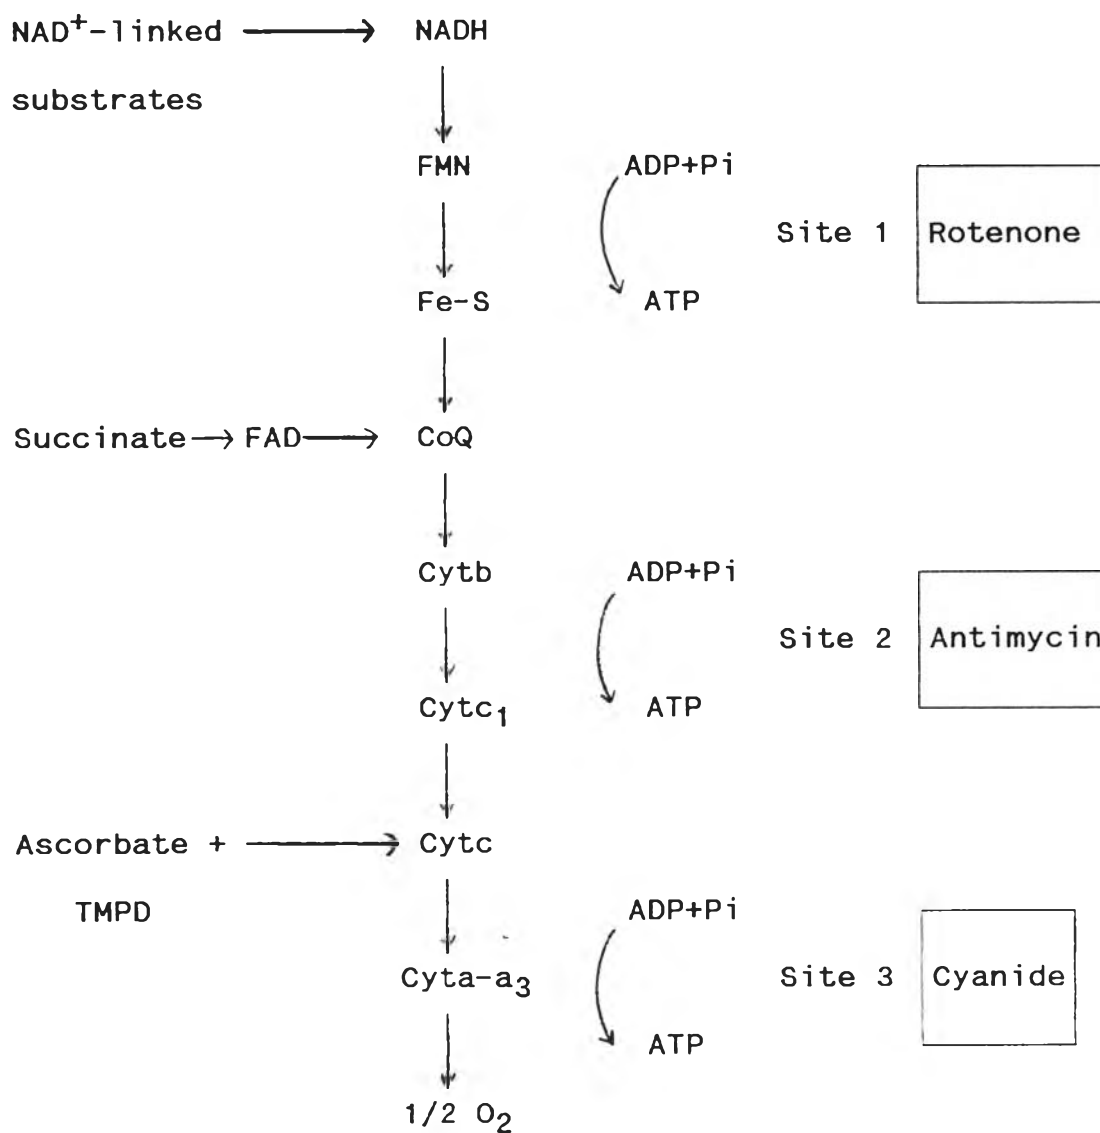 NAD+-linked → NADH
substrates
FMN ADP+Pi
Site 1 Rotenone
Fe-S ATP
Succinate → FAD → CoQ
Cytb ADP+Pi
Site 2 Antimycin
Cytc1 ATP
Ascorbate + → Cytc
TMPD ADP+Pi
Cyta-a3 Site 3 Cyanide
ATP
1/2 O2